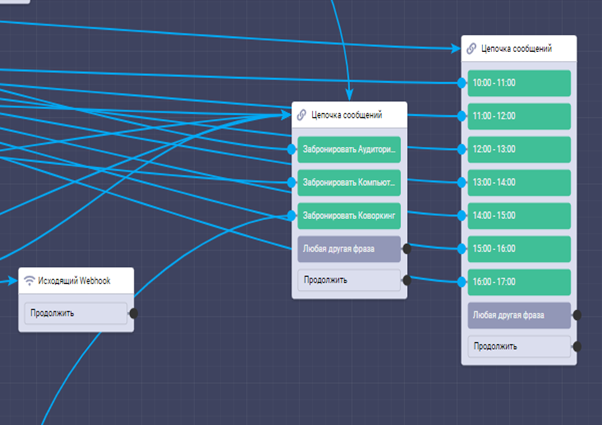 Цепочка сообщений
10:00 - 11:00
11:00 - 12:00
12:00 - 13:00
13:00 - 14:00
14:00 - 15:00
15:00 - 16:00
16:00 - 17:00
Любая другая фраза
Продолжить
Цепочка сообщений
Забронировать Аудитори...
Забронировать Компьют...
Забронировать Коворкинг
Любая другая фраза
Продолжить
Исходящий Webhook
Продолжить